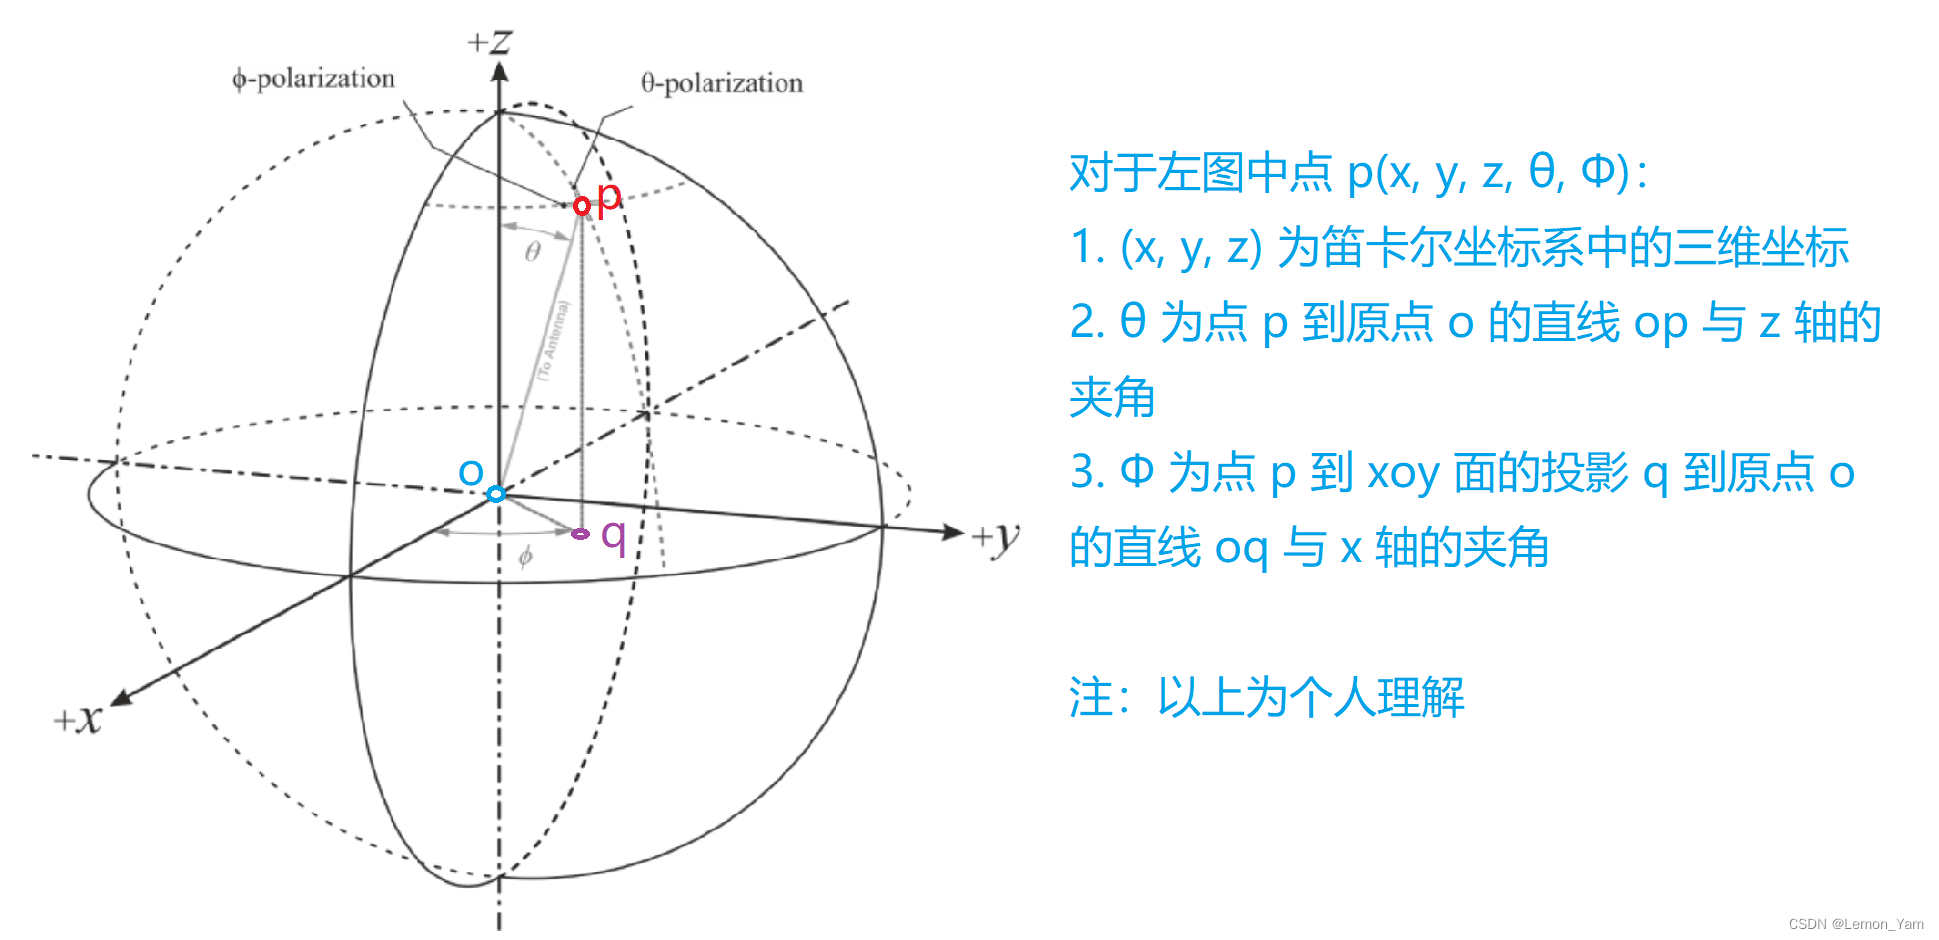 +z
ϕ-polarization
θ-polarization
p
θ
(To Antenna)
o
q
ϕ
+y
+x
对于左图中点 p(x, y, z, θ, Φ)：
1. (x, y, z) 为笛卡尔坐标系中的三维坐标
2. θ 为点 p 到原点 o 的直线 op 与 z 轴的
夹角
3. Φ 为点 p 到 xoy 面的投影 q 到原点 o
的直线 oq 与 x 轴的夹角
注：以上为个人理解
CSDN @Lemon_Yam